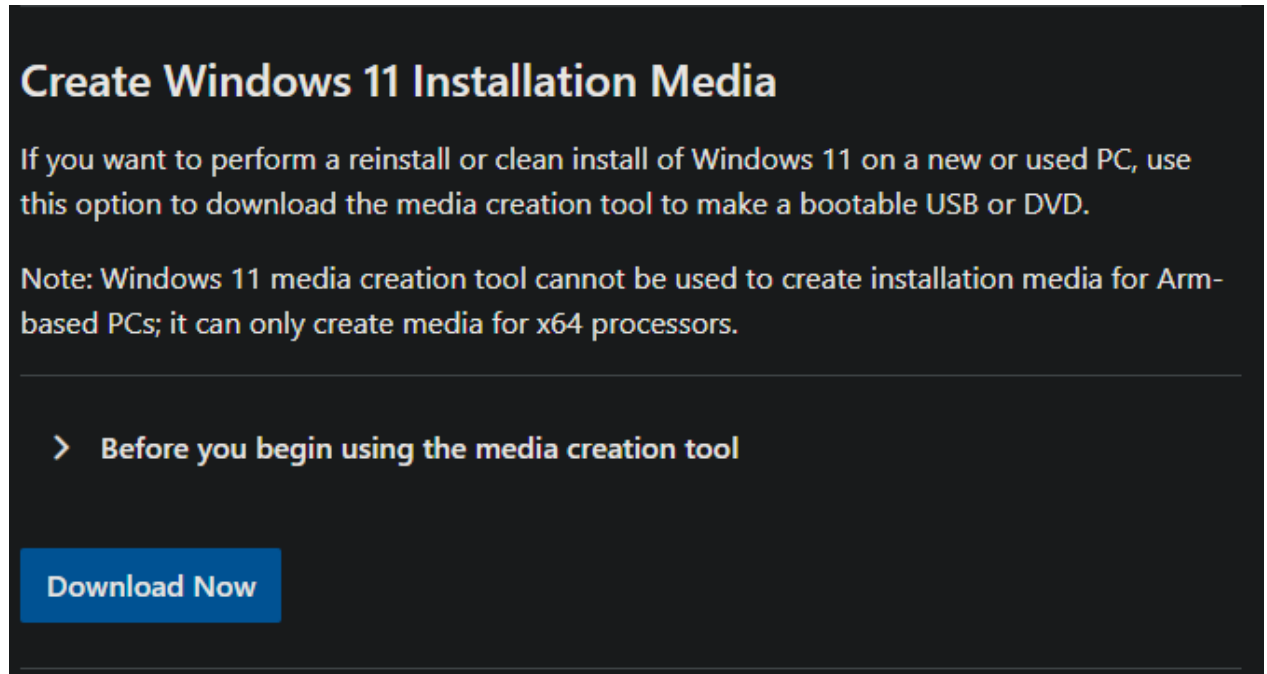 Create Windows 11 Installation Media
If you want to perform a reinstall or clean install of Windows 11 on a new or used PC, use
this option to download the media creation tool to make a bootable USB or DVD.
Note: Windows 11 media creation tool cannot be used to create installation media for Arm-
based PCs; it can only create media for x64 processors.
Before you begin using the media creation tool
Download Now